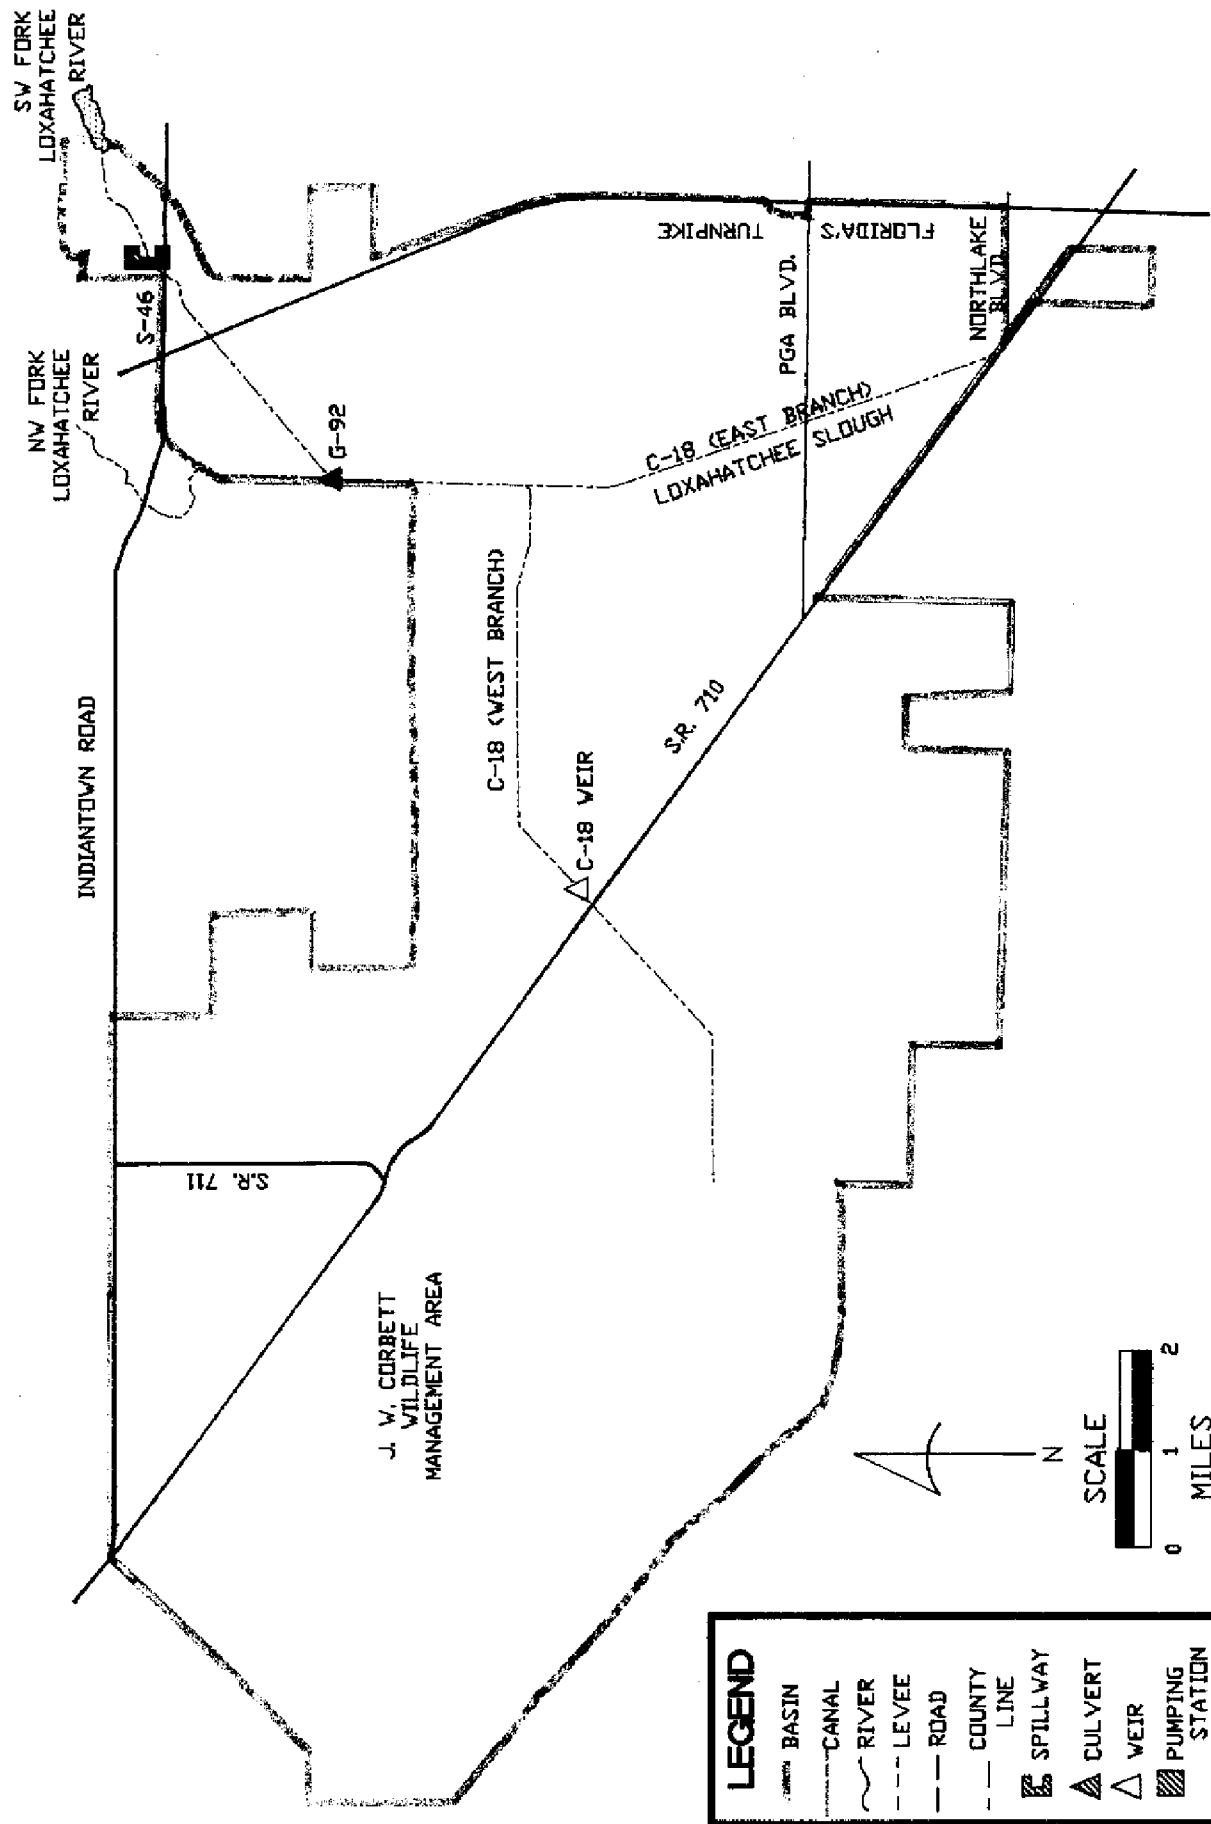 SW FORK
LOXAHATCHEE
RIVER
NW FORK
LOXAHATCHEE
RIVER
S-46
G-92
INDIANTOWN ROAD
S.R. 711
J. W. CORBETT
WILDLIFE
MANAGEMENT AREA
C-18 (WEST BRANCH)
C-18 WEIR
S.R. 710
C-18 (EAST BRANCH)
LOXAHATCHEE SLOUGH
PGA BLVD.
FLORIDA'S
TURNPIKE
NORTHLAKE
BLVD.
N
SCALE
0 1 2
MILES
LEGEND
BASIN
CANAL
RIVER
LEVEE
ROAD
COUNTY
LINE
SPILLWAY
CULVERT
WEIR
PUMPING
STATION